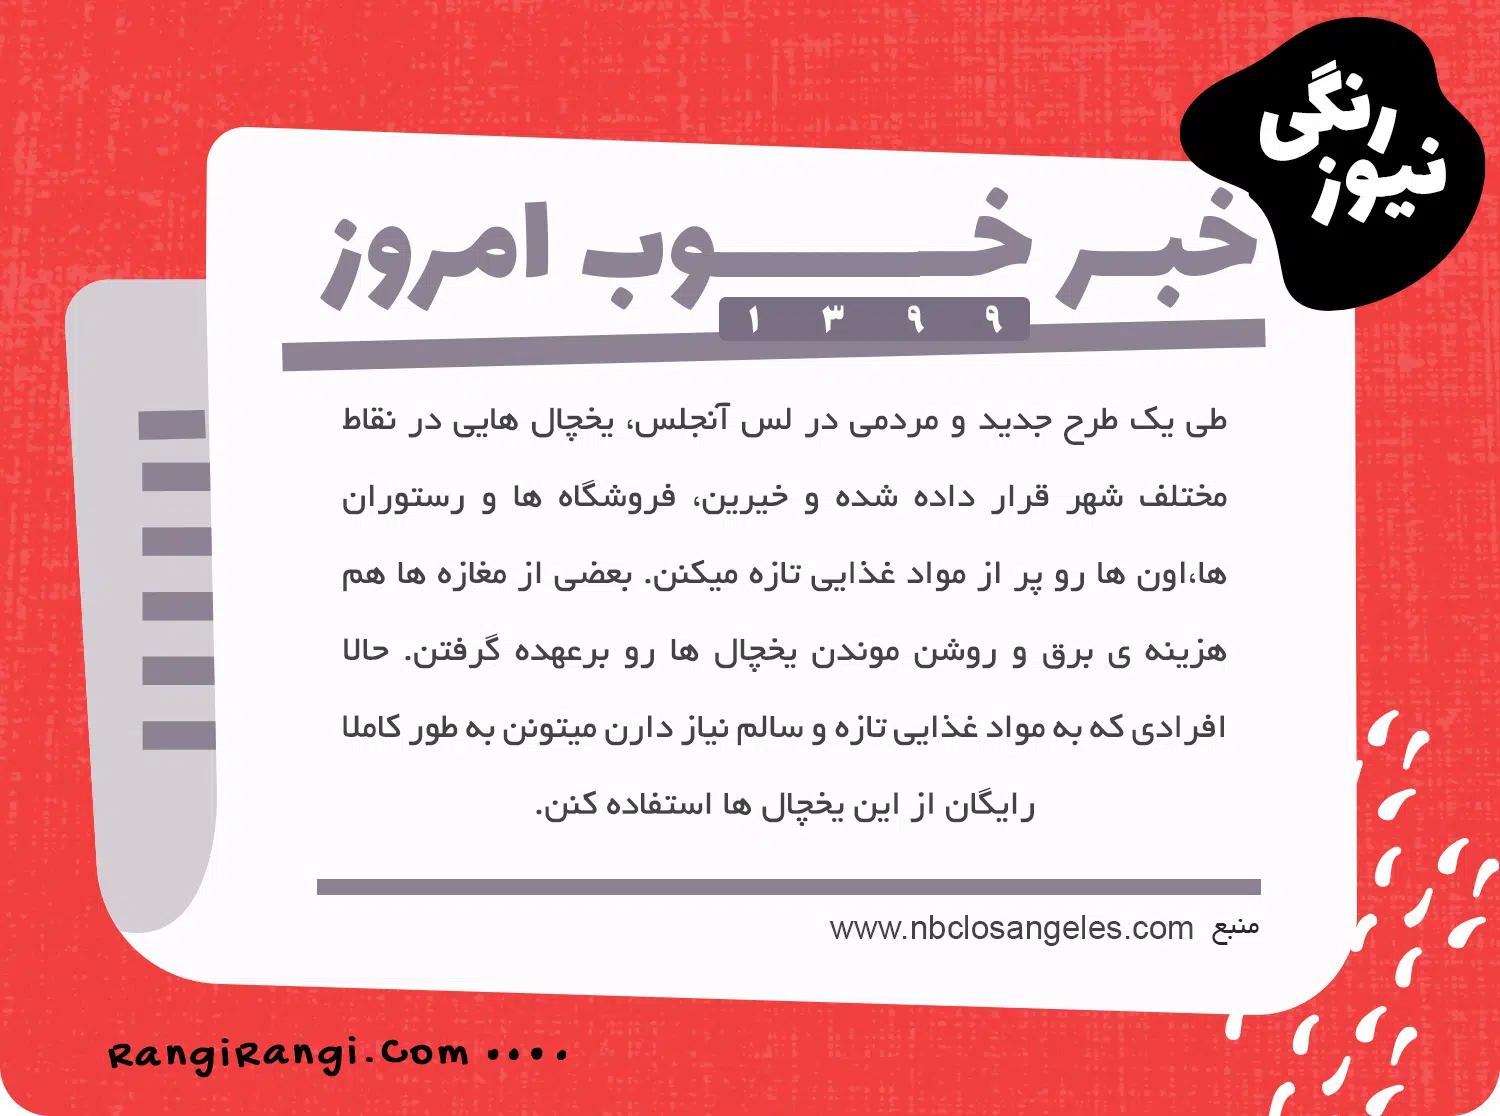 رنگی
نیوز
خبر خوب امروز
۱۳۹۹
طی یک طرح جدید و مردمی در لس آنجلس، یخچال هایی در نقاط
مختلف شهر قرار داده شده و خیرین، فروشگاه ها و رستوران
ها،اون ها رو پر از مواد غذایی تازه میکنن. بعضی از مغازه ها هم
هزینه ی برق و روشن موندن یخچال ها رو برعهده گرفتن. حالا
افرادی که به مواد غذایی تازه و سالم نیاز دارن میتونن به طور کاملا
رایگان از این یخچال ها استفاده کنن.
منبع www.nbclosangeles.com
RangiRangi.Com ....